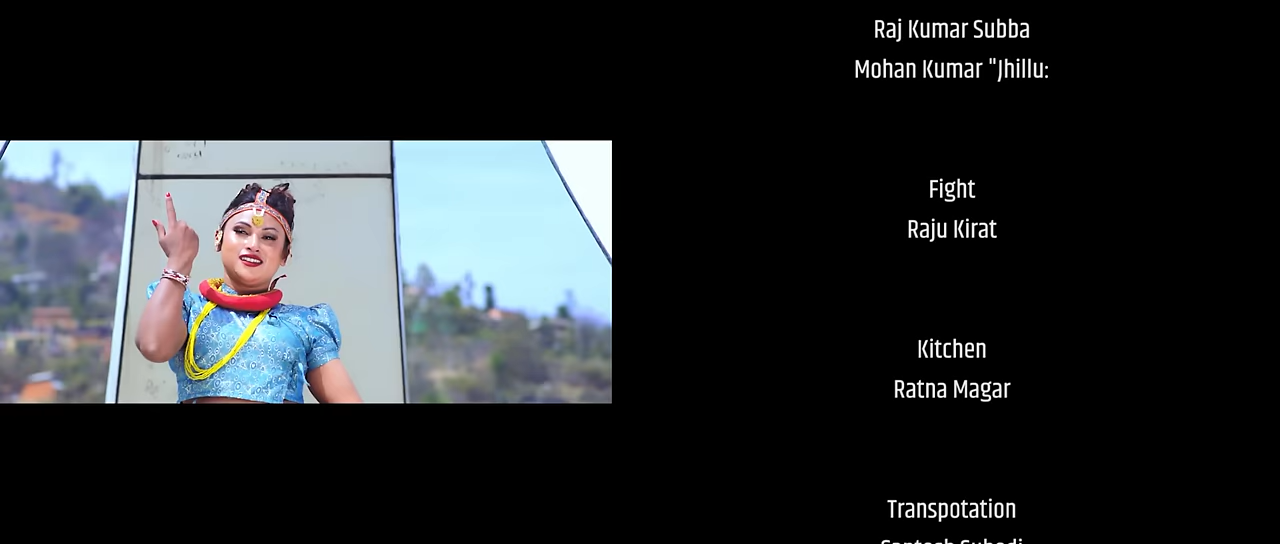 Raj Kumar Subba
Mohan Kumar "Jhillu:
Fight
Raju Kirat
Kitchen
Ratna Magar
Transpotation